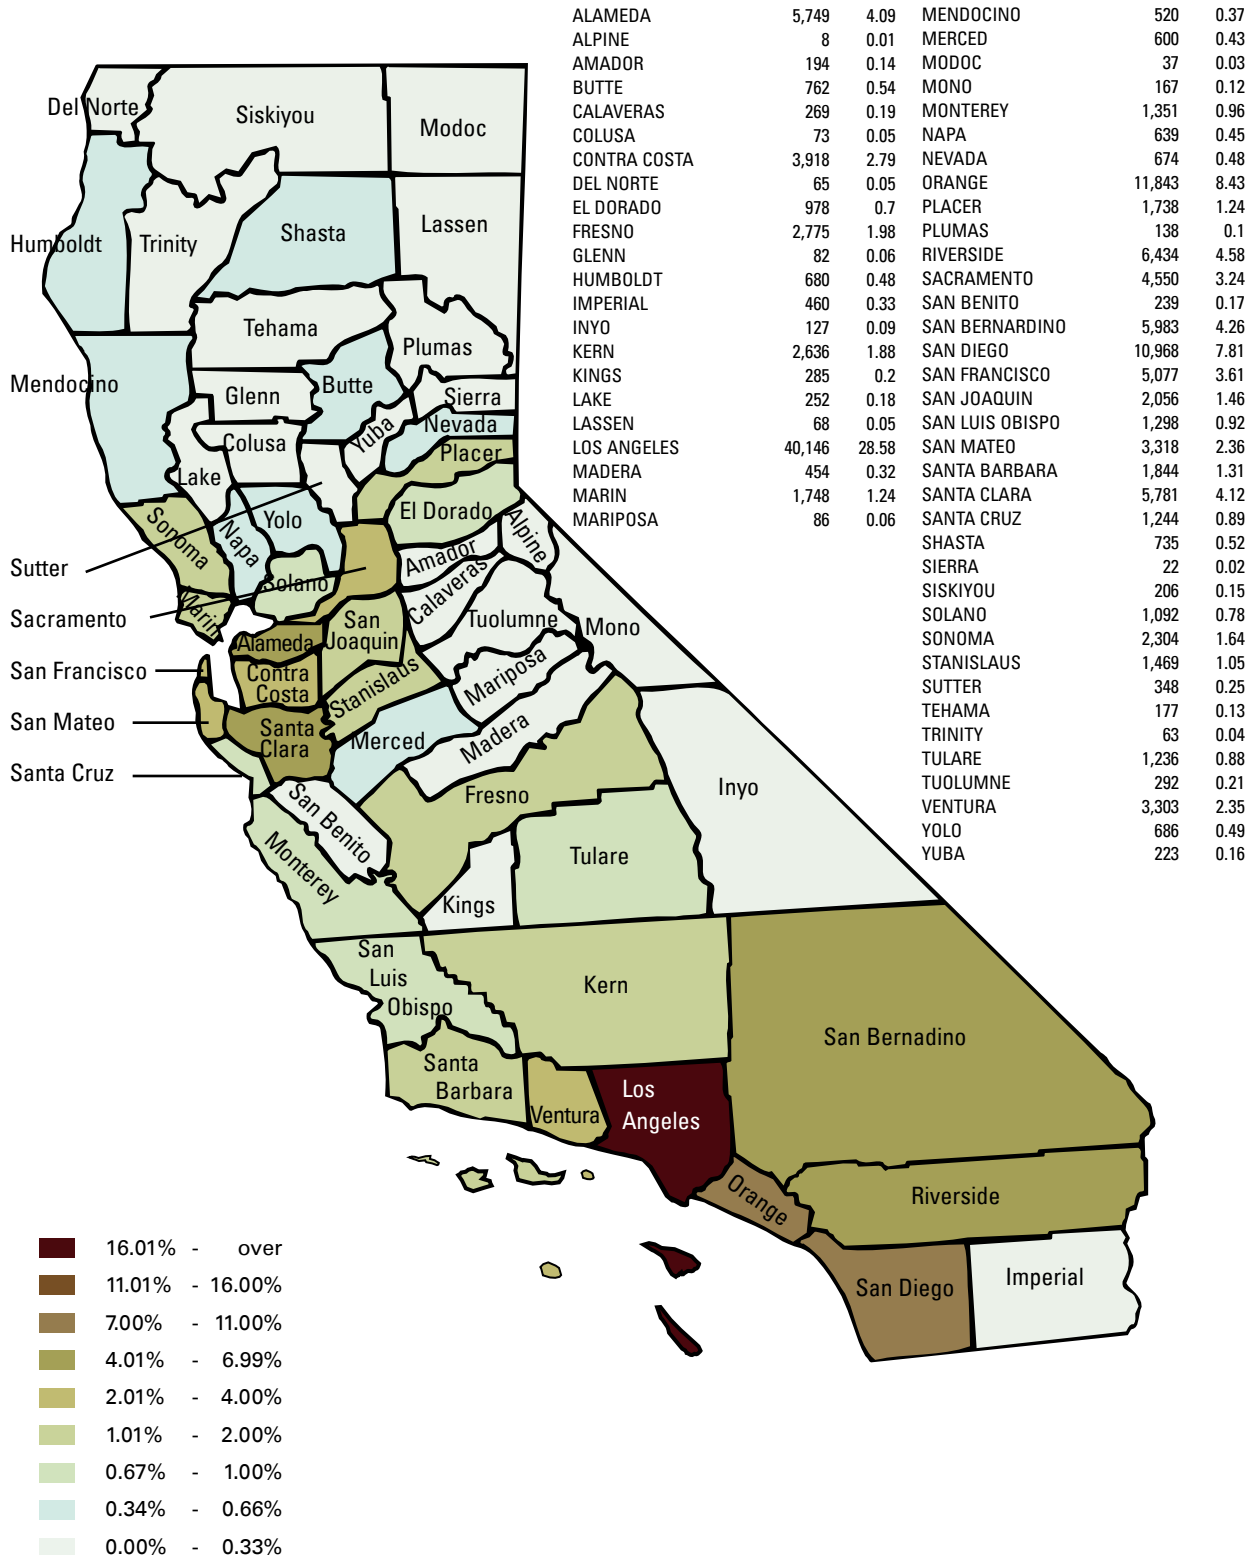 ALAMEDA 5,749 4.09
ALPINE 8 0.01
AMADOR 194 0.14
BUTTE 762 0.54
CALAVERAS 269 0.19
COLUSA 73 0.05
CONTRA COSTA 3,918 2.79
DEL NORTE 65 0.05
EL DORADO 978 0.7
FRESNO 2,775 1.98
GLENN 82 0.06
HUMBOLDT 680 0.48
IMPERIAL 460 0.33
INYO 127 0.09
KERN 2,636 1.88
KINGS 285 0.2
LAKE 252 0.18
LASSEN 68 0.05
LOS ANGELES 40,146 28.58
MADERA 454 0.32
MARIN 1,748 1.24
MARIPOSA 86 0.06
MENDOCINO 520 0.37
MERCED 600 0.43
MODOC 37 0.03
MONO 167 0.12
MONTEREY 1,351 0.96
NAPA 639 0.45
NEVADA 674 0.48
ORANGE 11,843 8.43
PLACER 1,738 1.24
PLUMAS 138 0.1
RIVERSIDE 6,434 4.58
SACRAMENTO 4,550 3.24
SAN BENITO 239 0.17
SAN BERNARDINO 5,983 4.26
SAN DIEGO 10,968 7.81
SAN FRANCISCO 5,077 3.61
SAN JOAQUIN 2,056 1.46
SAN LUIS OBISPO 1,298 0.92
SAN MATEO 3,318 2.36
SANTA BARBARA 1,844 1.31
SANTA CLARA 5,781 4.12
SANTA CRUZ 1,244 0.89
SHASTA 735 0.52
SIERRA 22 0.02
SISKIYOU 206 0.15
SOLANO 1,092 0.78
SONOMA 2,304 1.64
STANISLAUS 1,469 1.05
SUTTER 348 0.25
TEHAMA 177 0.13
TRINITY 63 0.04
TULARE 1,236 0.88
TUOLUMNE 292 0.21
VENTURA 3,303 2.35
YOLO 686 0.49
YUBA 223 0.16
Del Norte
Siskiyou
Modoc
Humboldt
Trinity
Shasta
Lassen
Tehama
Plumas
Mendocino
Glenn
Butte
Sierra
Nevada
Colusa
Yuba
Placer
Lake
El Dorado
Sonoma
Napa
Yolo
Alpine
Sutter
Amador
Solano
Calaveras
Marin
Sacramento
San
Joaquin
Tuolumne
Mono
Alameda
San Francisco
Contra
Costa
Stanislaus
Mariposa
San Mateo
Santa
Clara
Merced
Madera
Santa Cruz
San Benito
Fresno
Inyo
Monterey
Tulare
Kings
San
Luis
Obispo
Kern
San Bernadino
Santa
Barbara
Ventura
Los
Angeles
Orange
Riverside
San Diego
Imperial
16.01% - over
11.01% - 16.00%
7.00% - 11.00%
4.01% - 6.99%
2.01% - 4.00%
1.01% - 2.00%
0.67% - 1.00%
0.34% - 0.66%
0.00% - 0.33%